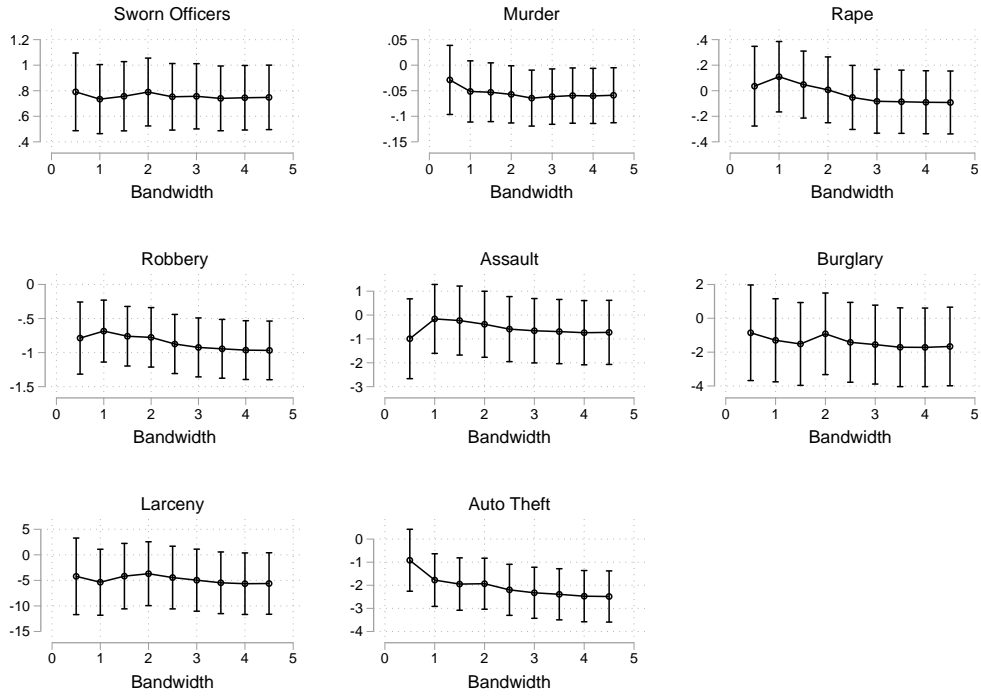 Sworn Officers
1.2
1
.8
.6
.4
0 1 2 3 4 5
Bandwidth
Murder
.05
0
-.05
-.1
-.15
0 1 2 3 4 5
Bandwidth
Rape
.4
.2
0
-.2
-.4
0 1 2 3 4 5
Bandwidth
Robbery
0
-.5
-1
-1.5
0 1 2 3 4 5
Bandwidth
Assault
1
0
-1
-2
-3
0 1 2 3 4 5
Bandwidth
Burglary
2
0
-2
-4
0 1 2 3 4 5
Bandwidth
Larceny
5
0
-5
-10
-15
0 1 2 3 4 5
Bandwidth
Auto Theft
0
-1
-2
-3
-4
0 1 2 3 4 5
Bandwidth